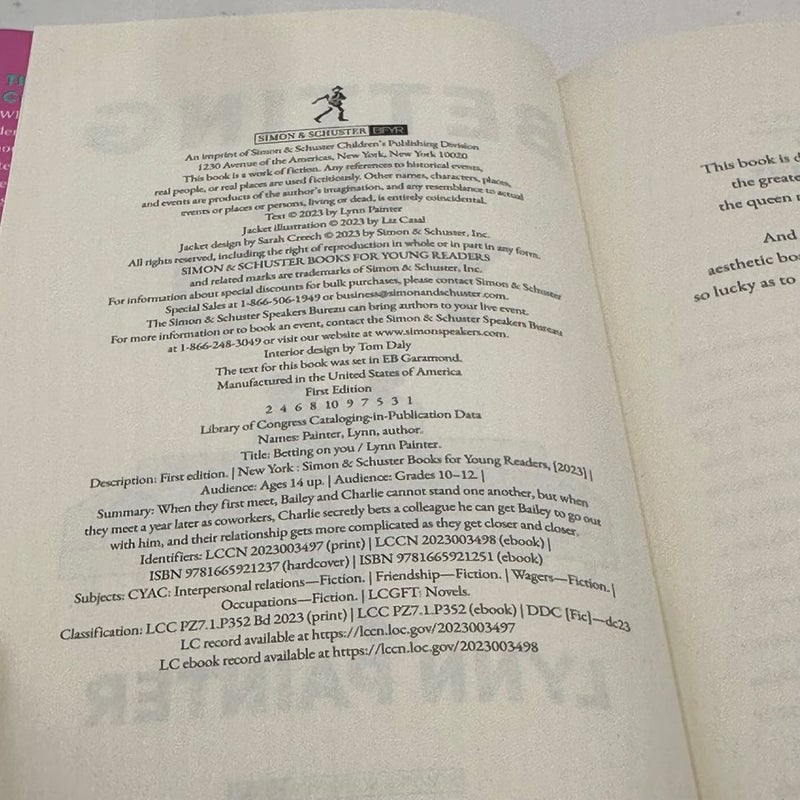 SIMON & SCHUSTER BFYR
An imprint of Simon & Schuster Children's Publishing Division
1230 Avenue of the Americas, New York, New York 10020
This book is a work of fiction. Any references to historical events,
real people, or real places are used fictitiously. Other names, characters, places,
and events are products of the author's imagination, and any resemblance to actual
events or places or persons, living or dead, is entirely coincidental.
Text © 2023 by Lynn Painter
Jacket illustration © 2023 by Liz Casal
Jacket design by Sarah Creech © 2023 by Simon & Schuster, Inc.
All rights reserved, including the right of reproduction in whole or in part in any form.
SIMON & SCHUSTER BOOKS FOR YOUNG READERS
and related marks are trademarks of Simon & Schuster, Inc.
For information about special discounts for bulk purchases, please contact Simon & Schuster
Special Sales at 1-866-506-1949 or business@simonandschuster.com.
The Simon & Schuster Speakers Bureau can bring authors to your live event.
For more information or to book an event, contact the Simon & Schuster Speakers Bureau
at 1-866-248-3049 or visit our website at www.simonspeakers.com.
Interior design by Tom Daly
The text for this book was set in EB Garamond.
Manufactured in the United States of America
First Edition
2 4 6 8 10 9 7 5 3 1
Library of Congress Cataloging-in-Publication Data
Names: Painter, Lynn, author.
Title: Betting on you / Lynn Painter.
Description: First edition. | New York : Simon & Schuster Books for Young Readers, [2023] |
Audience: Ages 14 up. | Audience: Grades 10–12. |
Summary: When they first meet, Bailey and Charlie cannot stand one another, but when
they meet a year later as coworkers, Charlie secretly bets a colleague he can get Bailey to go out
with him, and their relationship gets more complicated as they get closer and closer.
Identifiers: LCCN 2023003497 (print) | LCCN 2023003498 (ebook) |
ISBN 9781665921237 (hardcover) | ISBN 9781665921251 (ebook)
Subjects: CYAC: Interpersonal relations—Fiction. | Friendship—Fiction. | Wagers—Fiction. |
Occupations—Fiction. | LCGFT: Novels.
Classification: LCC PZ7.1.P352 Bd 2023 (print) | LCC PZ7.1.P352 (ebook) | DDC [Fic]—dc23
LC record available at https://lccn.loc.gov/2023003497
LC ebook record available at https://lccn.loc.gov/2023003498
LYNN PAINTER
This book is d
the greate
the queen
And
aesthetic bo
so lucky as to